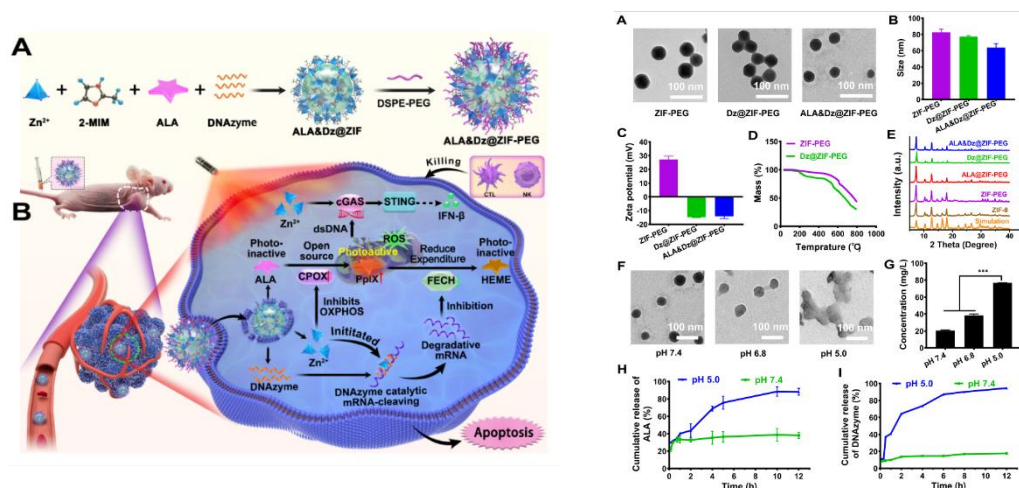 A
Zn²⁺
2-MIM
ALA
DNAzyme
ALA&Dz@ZIF
DSPE-PEG
ALA&Dz@ZIF-PEG
B
Killing
CTL
NK
Zn²⁺
cGAS
STING
IFN-β
dsDNA
ROS
Photo-
inactive
ALA
Open
source
CPOX
Photoactive
PpIX
Reduce
Expenditure
Photo-
inactive
HEME
FECH
Inhibits
OXPHOS
Inhibition
Zn²⁺
Inititated
Degradative
mRNA
DNAzyme
DNAzyme catalytic
mRNA-cleaving
Apoptosis
A
100 nm
100 nm
100 nm
ZIF-PEG
Dz@ZIF-PEG
ALA&Dz@ZIF-PEG
B
Size
(nm)
100
80
60
40
20
0
ZIF-PEG
Dz@ZIF-PEG
ALA&Dz@ZIF-PEG
C
Zeta potential (mV)
40
30
20
10
0
-10
-20
ZIF-PEG
Dz@ZIF-PEG
ALA&Dz@ZIF-PEG
D
ZIF-PEG
Dz@ZIF-PEG
Mass (%)
150
100
50
0
0 200 400 600 800 1000
Temprature (℃)
E
Intensity (a.u.)
ALA&Dz@ZIF-PEG
Dz@ZIF-PEG
ALA@ZIF-PEG
ZIF-PEG
ZIF-8
Simulation
10 20 30 40
2 Theta (Degree)
F
100 nm
100 nm
100 nm
pH 7.4
pH 6.8
pH 5.0
G
Concentration (mg/L)
100
80
60
40
20
0
***
pH 7.4
pH 6.8
pH 5.0
H
pH 5.0
pH 7.4
Cumulative release of
ALA (%)
120
80
40
0
0 2 4 6 8 10 12
Time (h)
I
pH 5.0
pH 7.4
Cumulative release
of DNAzyme (%)
100
80
60
40
20
0
0 2 4 6 8 10 12
Time (h)